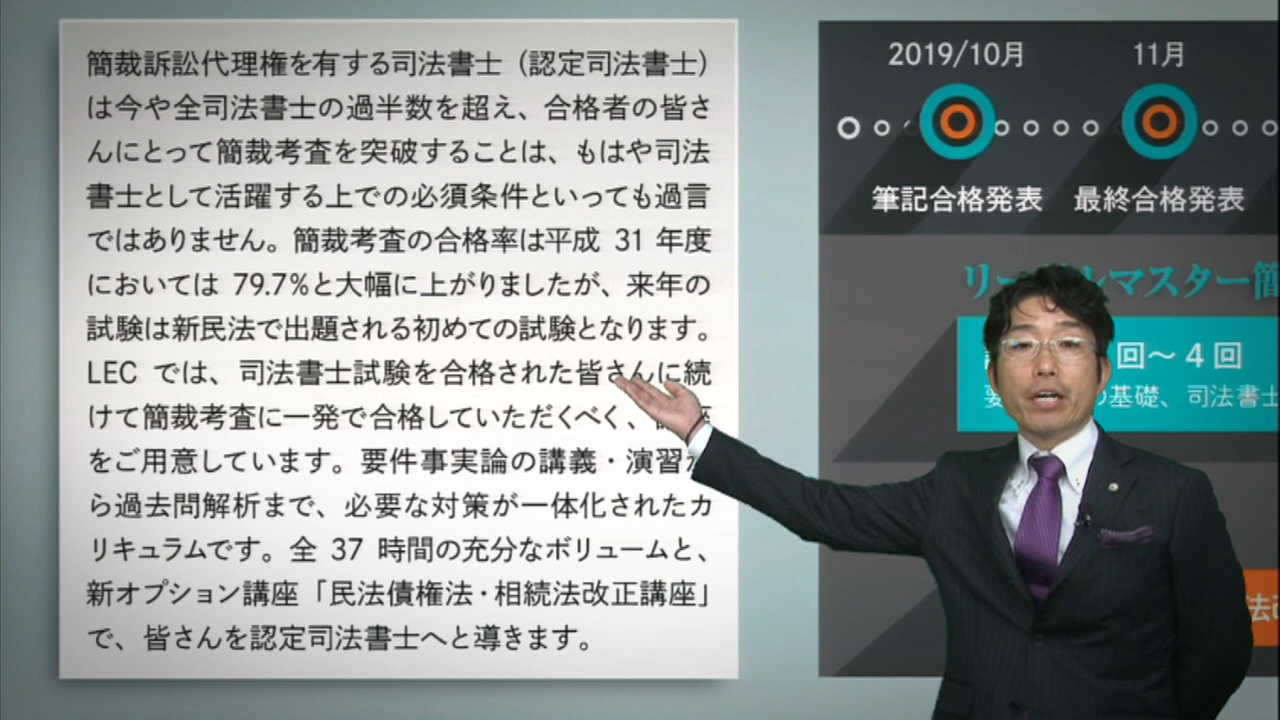 簡裁訴訟代理権を有する司法書士（認定司法書士）
は今や全司法書士の過半数を超え、合格者の皆さ
んにとって簡裁考査を突破することは、もはや司法
書士として活躍する上での必須条件といっても過言
ではありません。簡裁考査の合格率は平成 31 年度
においては 79.7%と大幅に上がりましたが、来年の
試験は新民法で出題される初めての試験となります。
LEC では、司法書士試験を合格された皆さんに続
けて簡裁考査に一発で合格していただくべく、
をご用意しています。要件事実論の講義・演習
ら過去問解析まで、必要な対策が一体化されたカ
リキュラムです。全 37 時間の充分なボリュームと、
新オプション講座「民法債権法・相続法改正講座」
で、皆さんを認定司法書士へと導きます。
2019/10月 11月
筆記合格発表 最終合格発表
ルマスター簡
回～4回
の基礎、司法書士